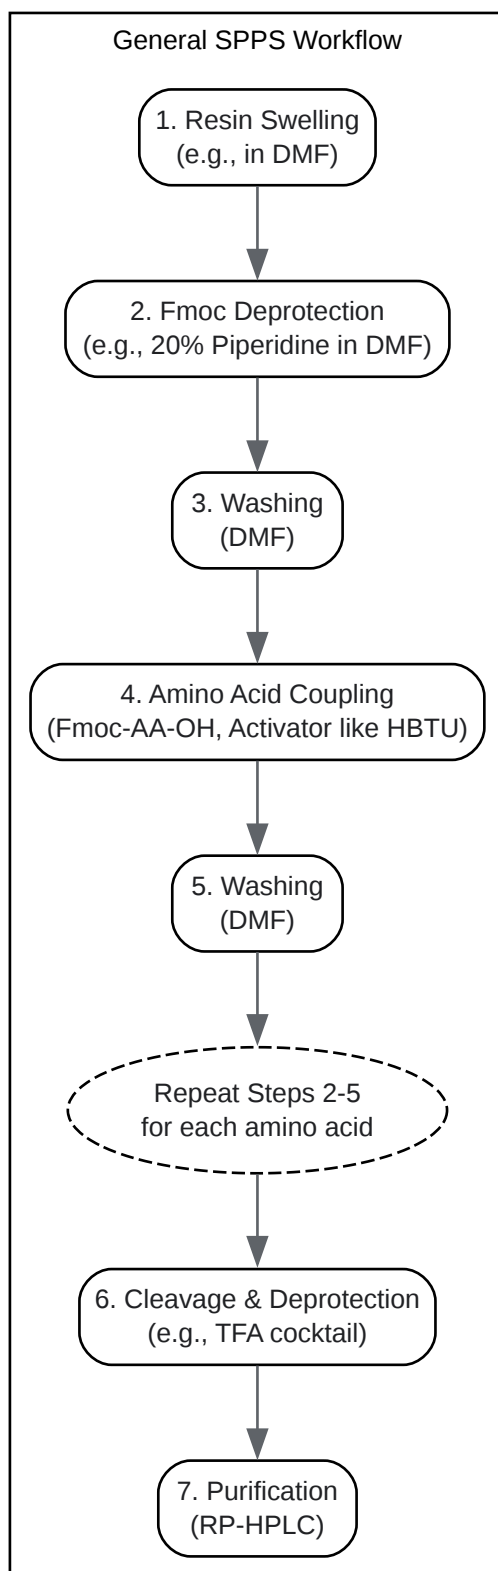 General SPPS Workflow
1. Resin Swelling
(e.g., in DMF)
2. Fmoc Deprotection
(e.g., 20% Piperidine in DMF)
3. Washing
(DMF)
4. Amino Acid Coupling
(Fmoc-AA-OH, Activator like HBTU)
5. Washing
(DMF)
Repeat Steps 2-5
for each amino acid
6. Cleavage & Deprotection
(e.g., TFA cocktail)
7. Purification
(RP-HPLC)